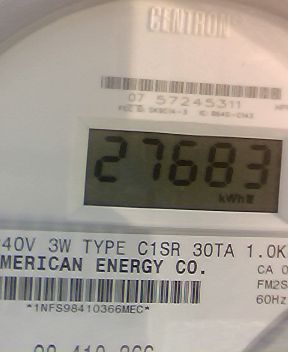 CENTRON
07 57245311
27683
kWh
40V 3W TYPE C1SR 30TA 1.0K
MERICAN ENERGY CO.
CA 0
FM2S
60Hz
*1NFS98410366MEC*